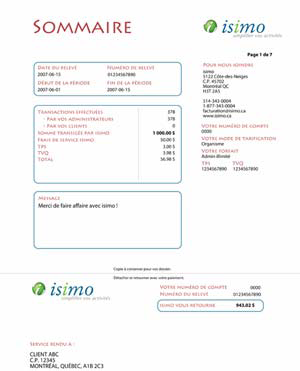 SOMMAIRE
isimo
simplifier vos activités
Page 1 de 7
DATE DU RELEVÉ
NUMÉRO DE RELEVÉ
2007-06-15
01234567890
DÉBUT DE LA PÉRIODE
FIN DE LA PÉRIODE
2007-06-01
2007-06-15
POUR NOUS JOINDRE
isimo
5122 Côte-des-Neiges
C.P. 45702
Montréal QC
H3T 2A5
514-343-0004
1-877-343-0004
facturation@isimo.ca
www.isimo.ca
VOTRE NUMÉRO DE COMPTE
0000
VOTRE MODE DE TARIFICATION
Organisme
VOTRE FORFAIT
Admin illimité
TPS
TVQ
1234567890
1234567890
TRANSACTIONS EFFECTUÉES 378
- PAR VOS ADMINISTRATEURS 378
- PAR VOS CLIENTS 0
SOMME TRANSIGÉE PAR ISIMO 1 000.00 $
FRAIS DE SERVICE ISIMO 50.00 $
TPS 3.00 $
TVQ 3.98 $
TOTAL 56.98 $
MESSAGE
Merci de faire affaire avec isimo !
Copie à conserver pour vos dossier.
Détachez et retourner avec votre paiement.
isimo
simplifier vos activités
VOTRE NUMÉRO DE COMPTE 0000
NUMÉRO DU RELEVÉ 01234567890
ISIMO VOUS RETOURNE 943.02 $
SERVICE RENDU À :
CLIENT ABC
C.P. 12345
MONTRÉAL, QUÉBEC, A1B 2C3